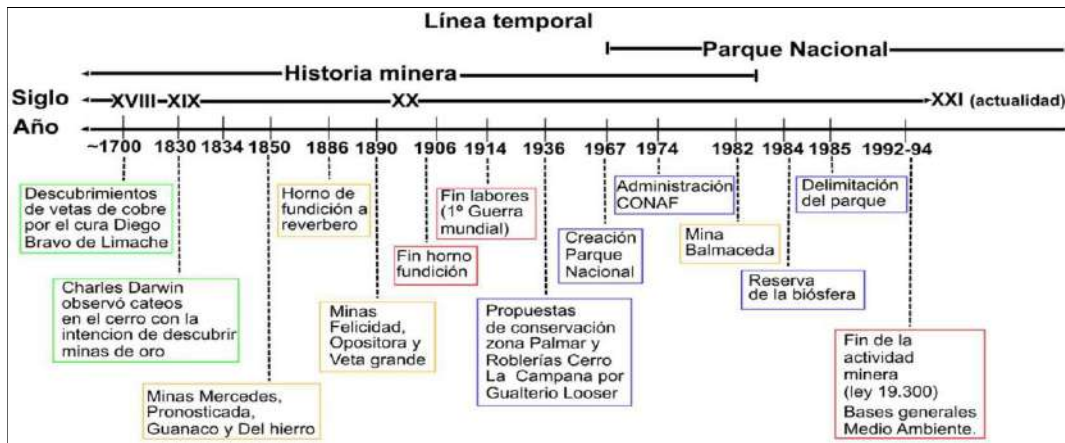 Línea temporal
Parque Nacional
Historia minera
Siglo XVIII XIX XX XXI (actualidad)
Año
~1700 1830 1834 1850 1886 1890 1906 1914 1936 1967 1974 1982 1984 1985 1992-94
Descubrimientos
de vetas de cobre
por el cura Diego
Bravo de Limache
Charles Darwin
observó cateos
en el cerro con la
intencion de descubrir
minas de oro
Minas Mercedes,
Pronosticada,
Guanaco y Del hierro
Horno de
fundición a
reverbero
Minas
Felicidad,
Opositora y
Veta grande
Fin horno
fundición
Fin labores
(1º Guerra
mundial)
Propuestas
de conservación
zona Palmar y
Roblerías Cerro
La Campana por
Gualterio Looser
Creación
Parque
Nacional
Administración
CONAF
Mina
Balmaceda
Reserva
de la biósfera
Delimitación
del parque
Fin de la
actividad
minera
(ley 19.300)
Bases generales
Medio Ambiente.